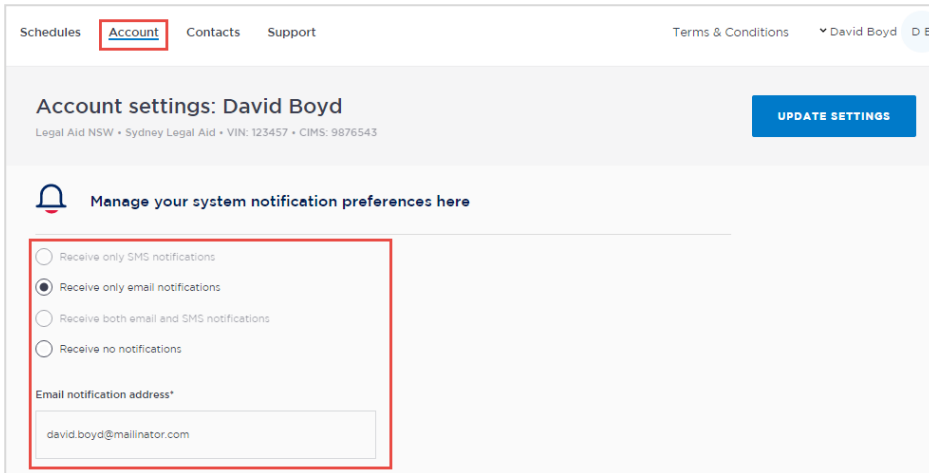 Schedules Account Contacts Support Terms & Conditions David Boyd D B
Account settings: David Boyd
Legal Aid NSW • Sydney Legal Aid • VIN: 123457 • CIMS: 9876543
UPDATE SETTINGS
Manage your system notification preferences here
Receive only SMS notifications
Receive only email notifications
Receive both email and SMS notifications
Receive no notifications
Email notification address*
david.boyd@mailinator.com